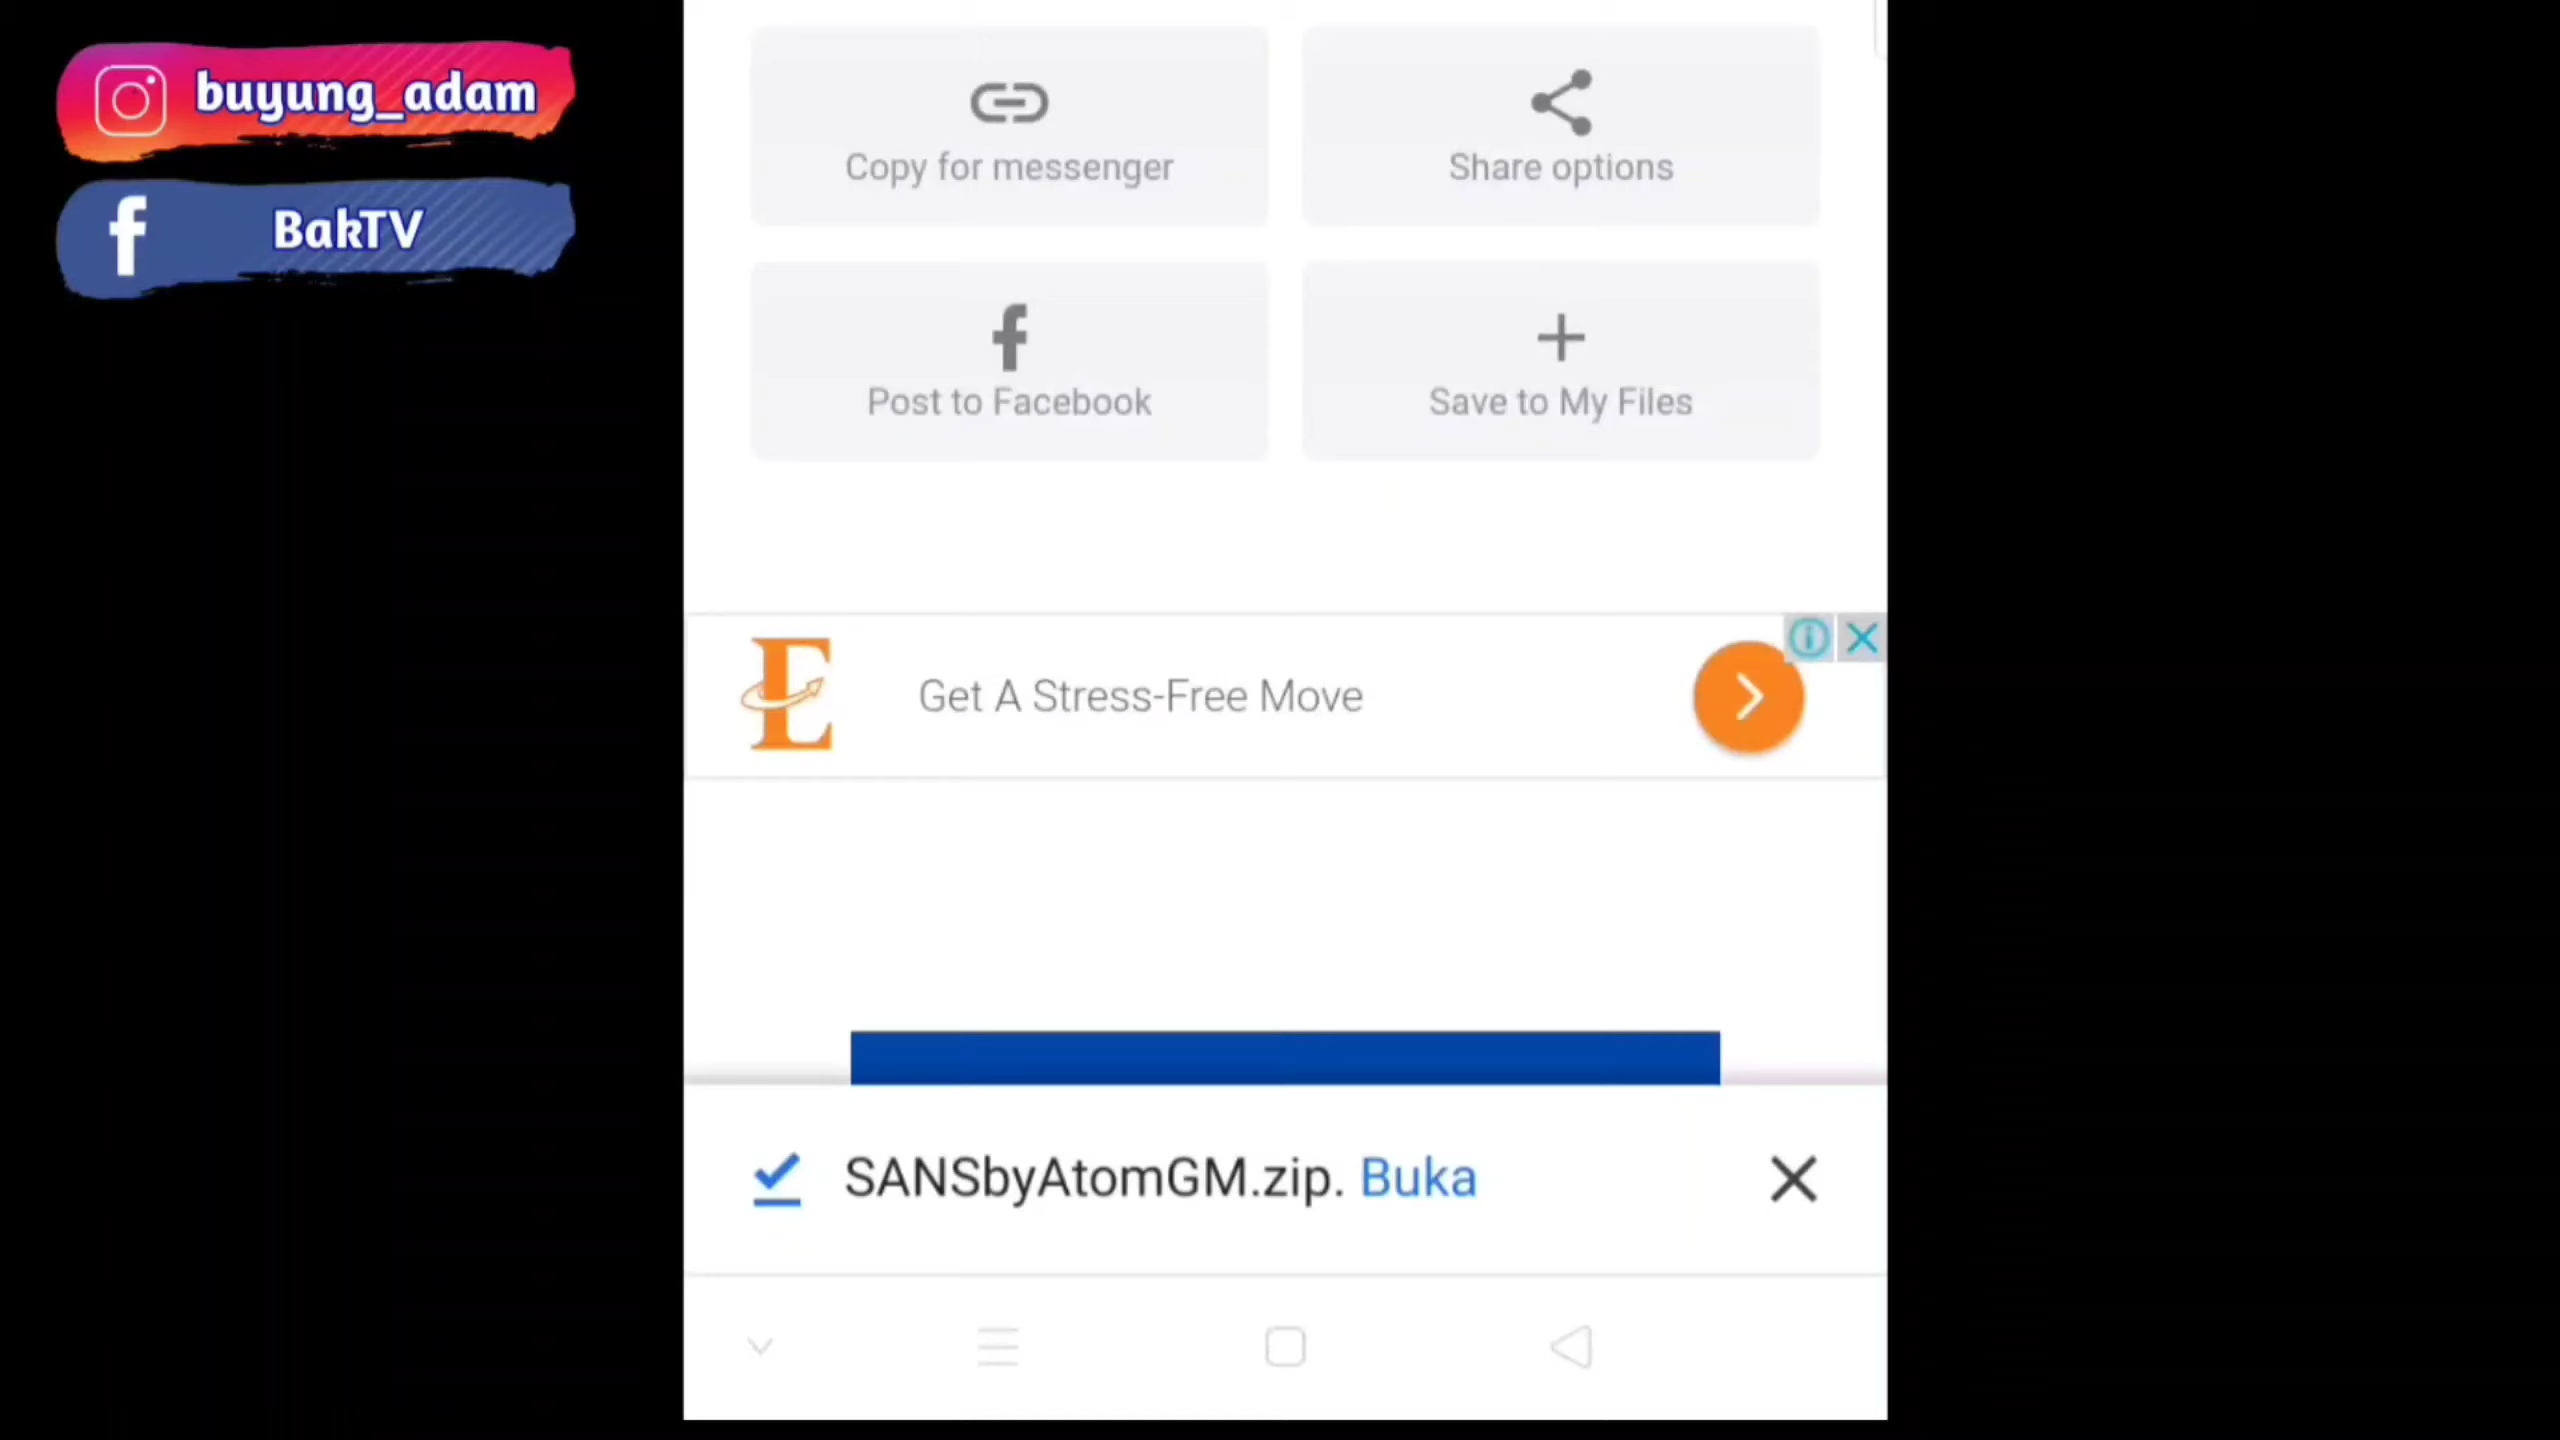 buyung_adam
BakTV
Copy for messenger
Share options
Post to Facebook
Save to My Files
Get A Stress-Free Move
SANSbyAtomGM.zip. Buka